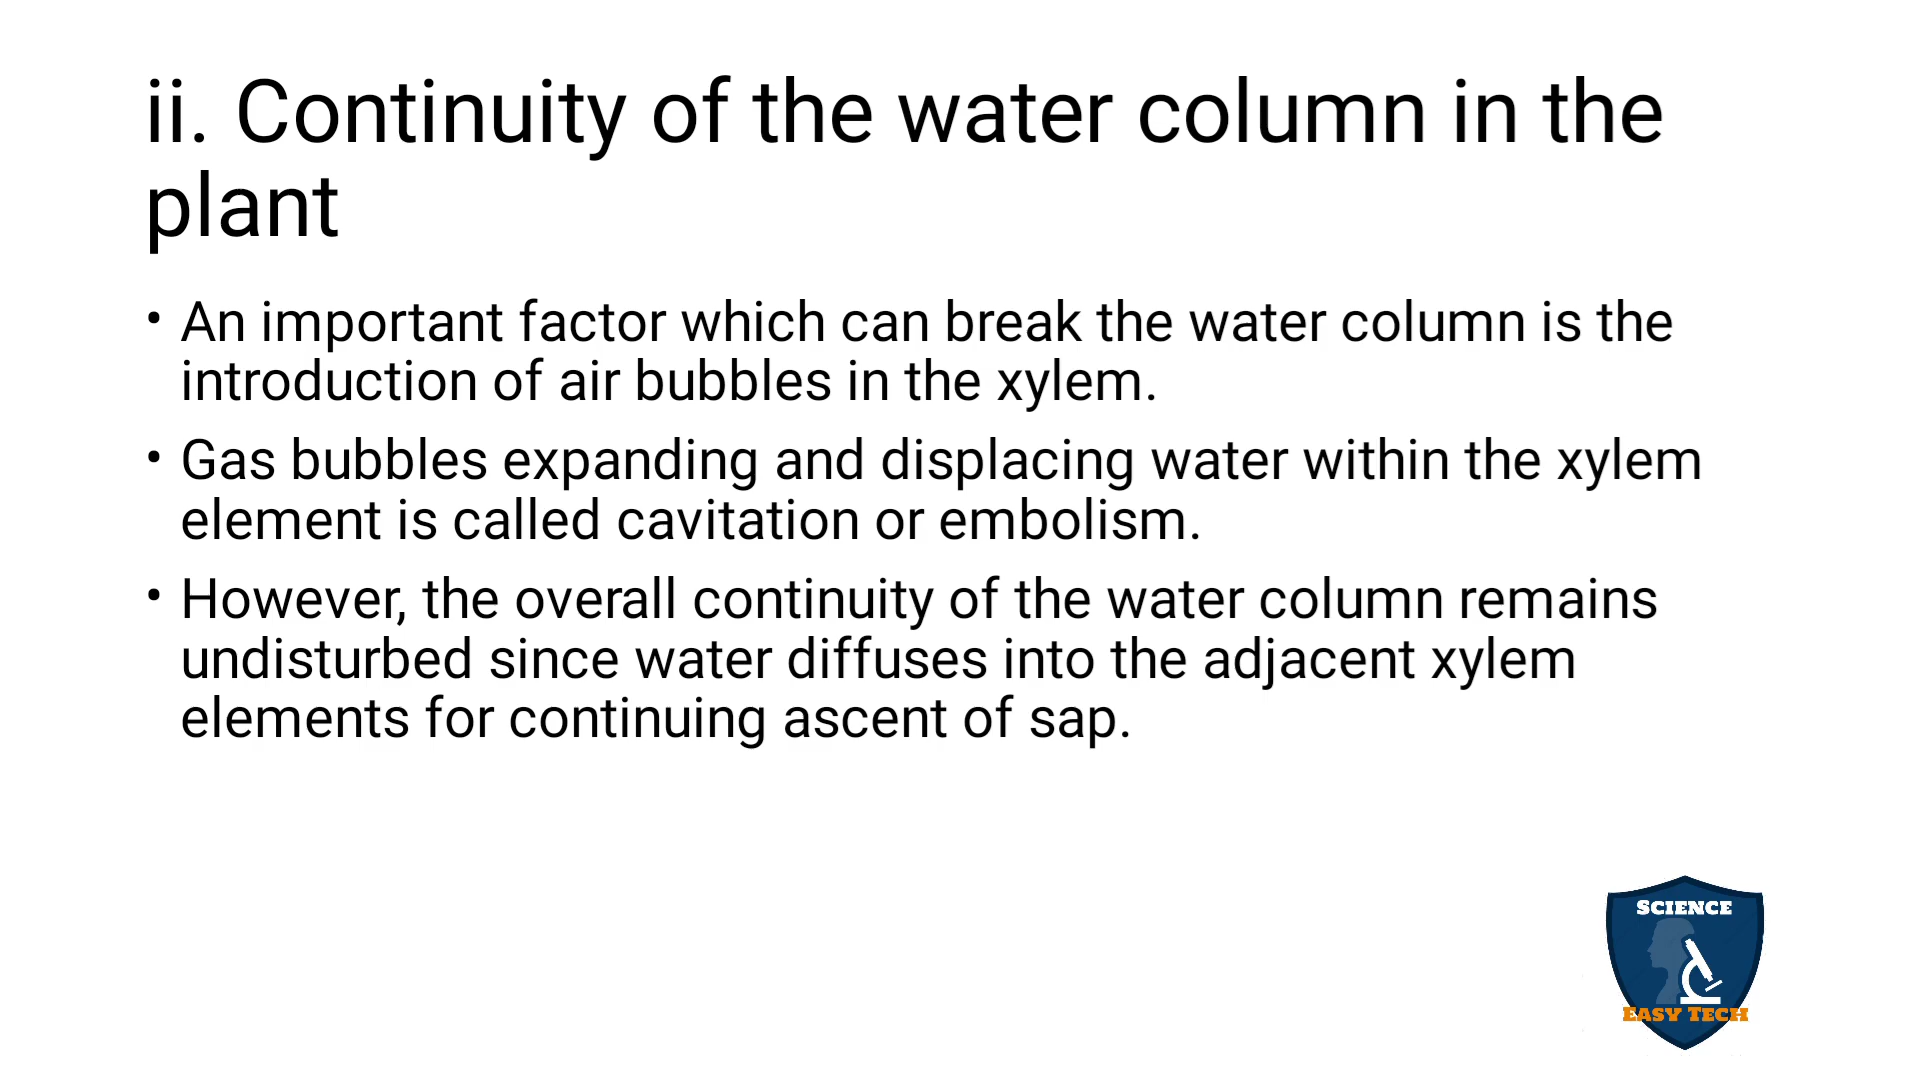 ii. Continuity of the water column in the
plant
• An important factor which can break the water column is the
introduction of air bubbles in the xylem.
• Gas bubbles expanding and displacing water within the xylem
element is called cavitation or embolism.
• However, the overall continuity of the water column remains
undisturbed since water diffuses into the adjacent xylem
elements for continuing ascent of sap.
SCIENCE
EASY TECH